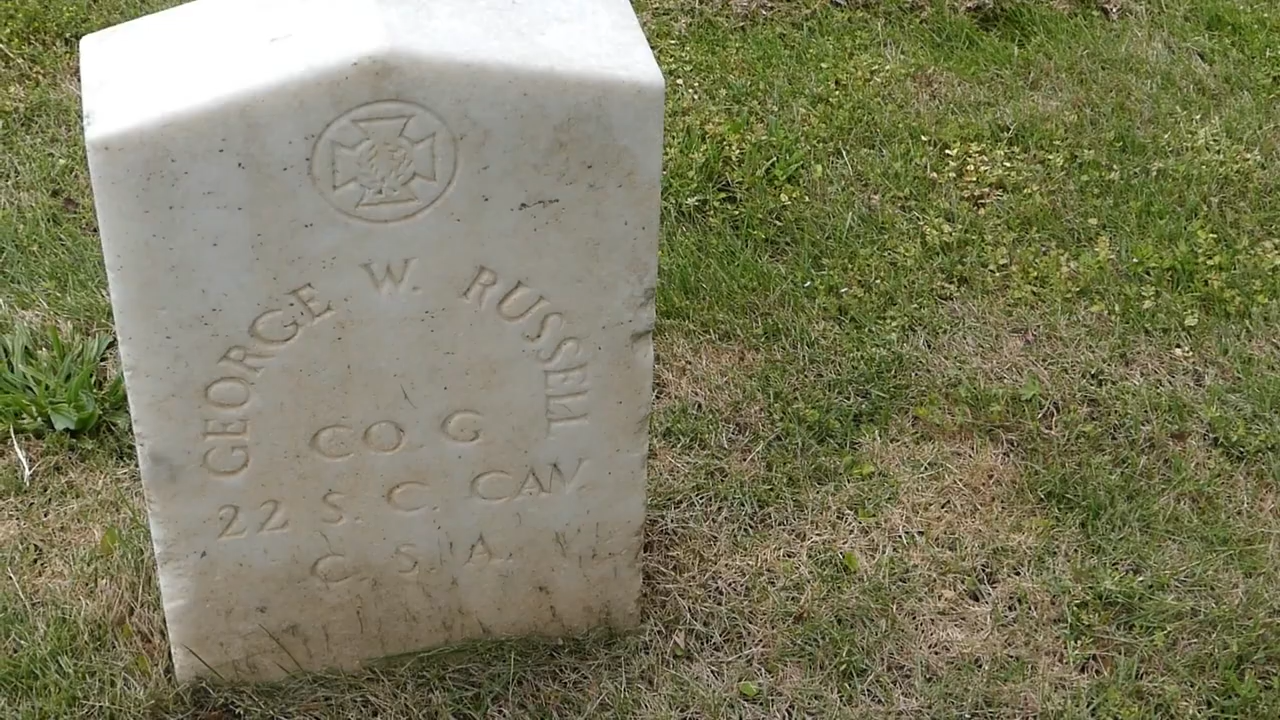 GEORGE W. RUSSELL
CO. G
22 S. C. CAV.
C. S. A.